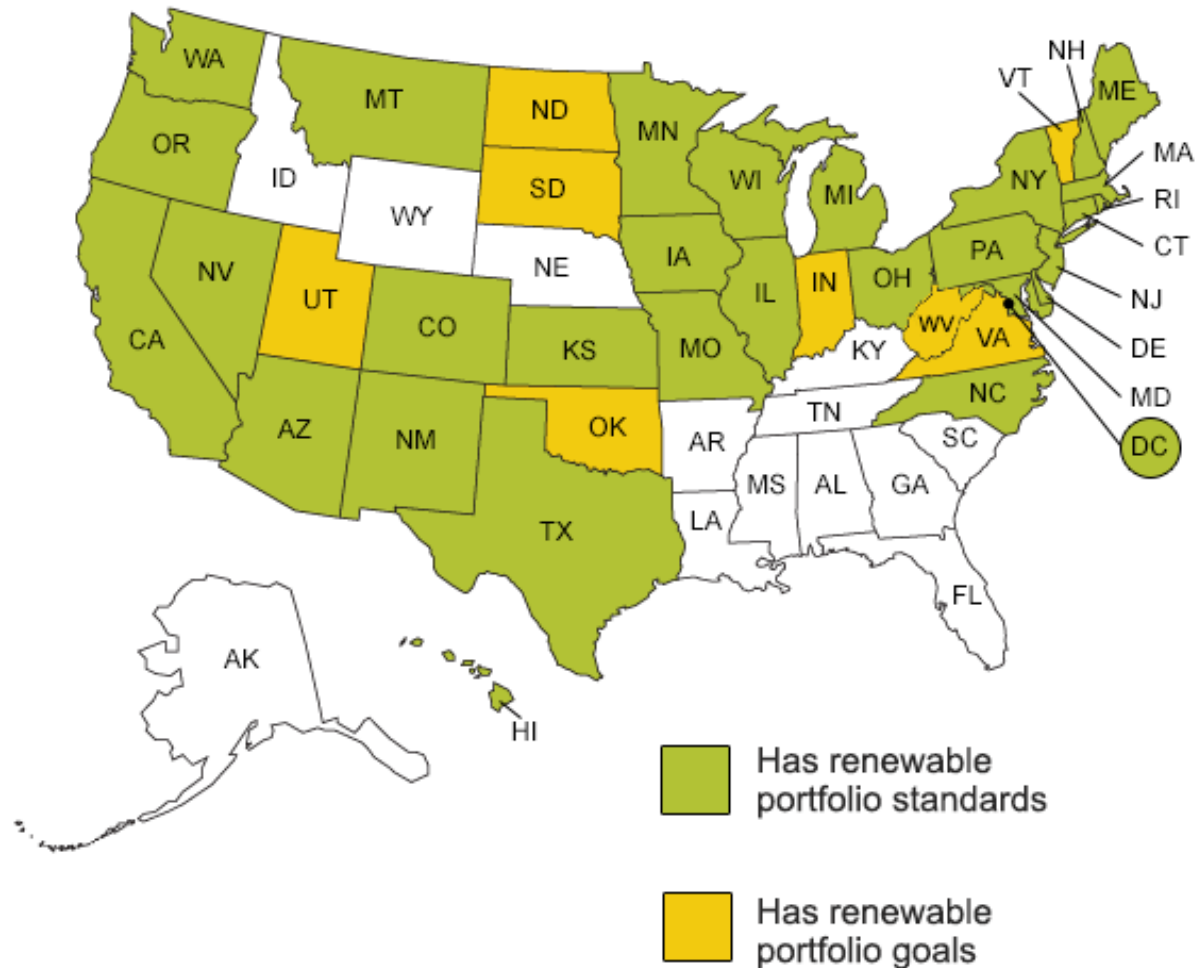 NH
WA
VT
ME
MT
ND
MN
OR
MA
ID
SD
WI
NY
MI
RI
WY
PA
CT
IA
NE
NV
OH
IN
IL
UT
NJ
CO
WV
VA
CA
KS
MO
KY
DE
NC
MD
TN
AZ
OK
NM
AR
SC
DC
MS
AL
GA
LA
TX
FL
AK
HI
Has renewable
portfolio standards
Has renewable
portfolio goals